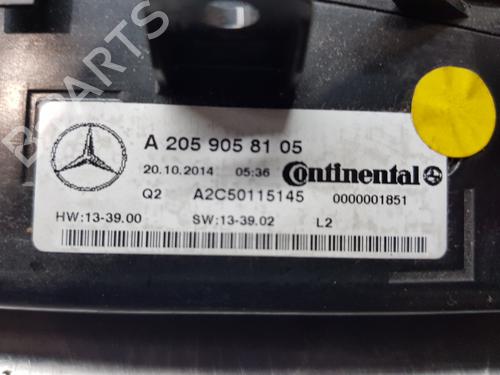 B-PARTS
A 205 905 81 05
20.10.2014 05:36 Continental
Q2 A2C50115145 0000001851
HW:13-39.00 SW:13-39.02 L2